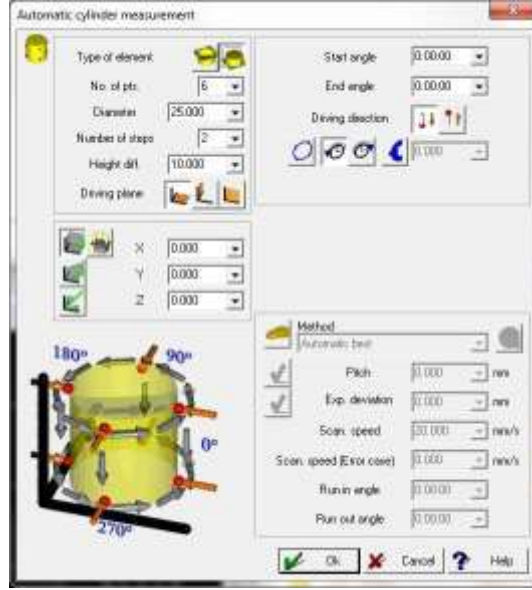 Automatic cylinder measurement
Type of element
No. of pts.
6
Diameter
25.000
Number of steps
2
Height diff.
10.000
Driving plane
Start angle
0.00.00
End angle
0.00.00
Driving direction
0.000
X
0.000
Y
0.000
Z
0.000
180°
90°
0°
270°
Method
Automatic best
Pitch
0.000
mm
Exp. deviation
0.000
mm
Scan. speed
20.000
mm/s
Scan. speed (Error case)
0.000
mm/s
Run in angle
0.00.00
Run out angle
0.00.00
Ok
Cancel
Help